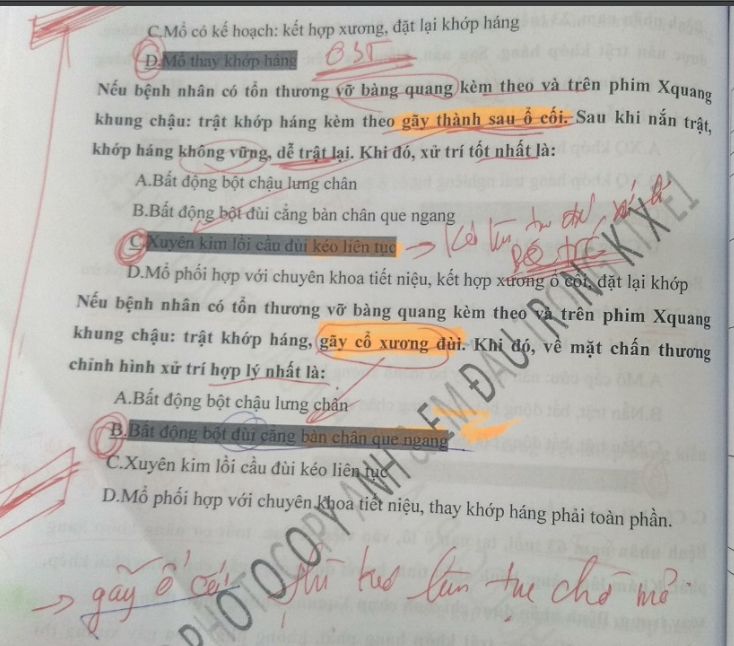 C.Mổ có kế hoạch: kết hợp xương, đặt lại khớp háng
D.Mổ thay khớp háng
Nếu bệnh nhân có tổn thương vỡ bàng quang kèm theo và trên phim Xquang
khung chậu: trật khớp háng kèm theo gãy thành sau ổ cối. Sau khi nắn trật,
khớp háng không vững, dễ trật lại. Khi đó, xử trí tốt nhất là:
A.Bất động bột chậu lưng chân
B.Bất động bột đùi cẳng bàn chân que ngang
C.Xuyên kim lồi cầu đùi kéo liên tục
D.Mổ phối hợp với chuyên khoa tiết niệu, kết hợp xương ổ cối, đặt lại khớp
Nếu bệnh nhân có tổn thương vỡ bàng quang kèm theo và trên phim Xquang
khung chậu: trật khớp háng, gãy cổ xương đùi. Khi đó, về mặt chấn thương
chỉnh hình xử trí hợp lý nhất là:
A.Bất động bột chậu lưng chân
B.Bất động bột đùi cẳng bàn chân que ngang
C.Xuyên kim lồi cầu đùi kéo liên tục
D.Mổ phối hợp với chuyên khoa tiết niệu, thay khớp háng phải toàn phần.
→ gãy ổ cối thì kéo liên tục chờ mổ
PHOTOCOPY ANH & EM ĐẬU TRONG KTX E1